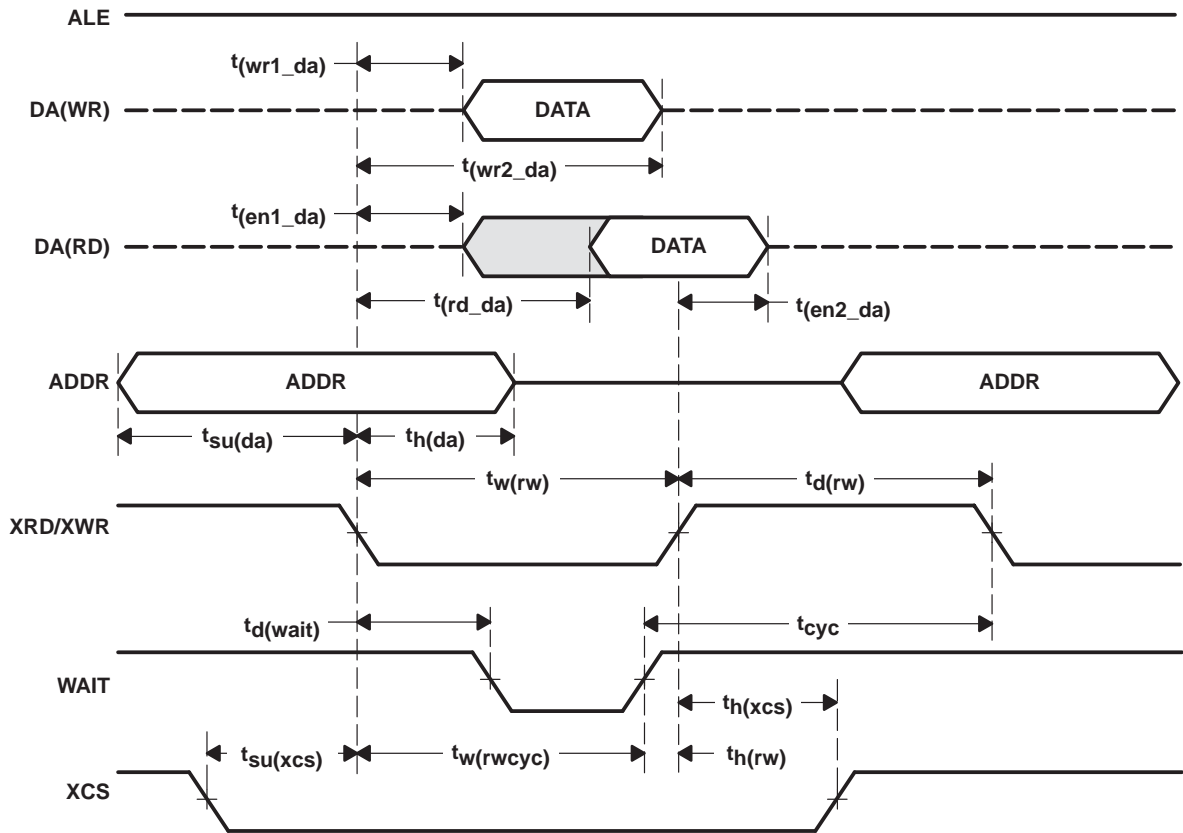 ALE
t(wr1_da)
DA(WR)
DATA
t(wr2_da)
t(en1_da)
DA(RD)
DATA
t(rd_da)
t(en2_da)
ADDR
ADDR
ADDR
tsu(da)
th(da)
tw(rw)
td(rw)
XRD/XWR
td(wait)
tcyc
WAIT
th(xcs)
tsu(xcs)
tw(rwcyc)
th(rw)
XCS